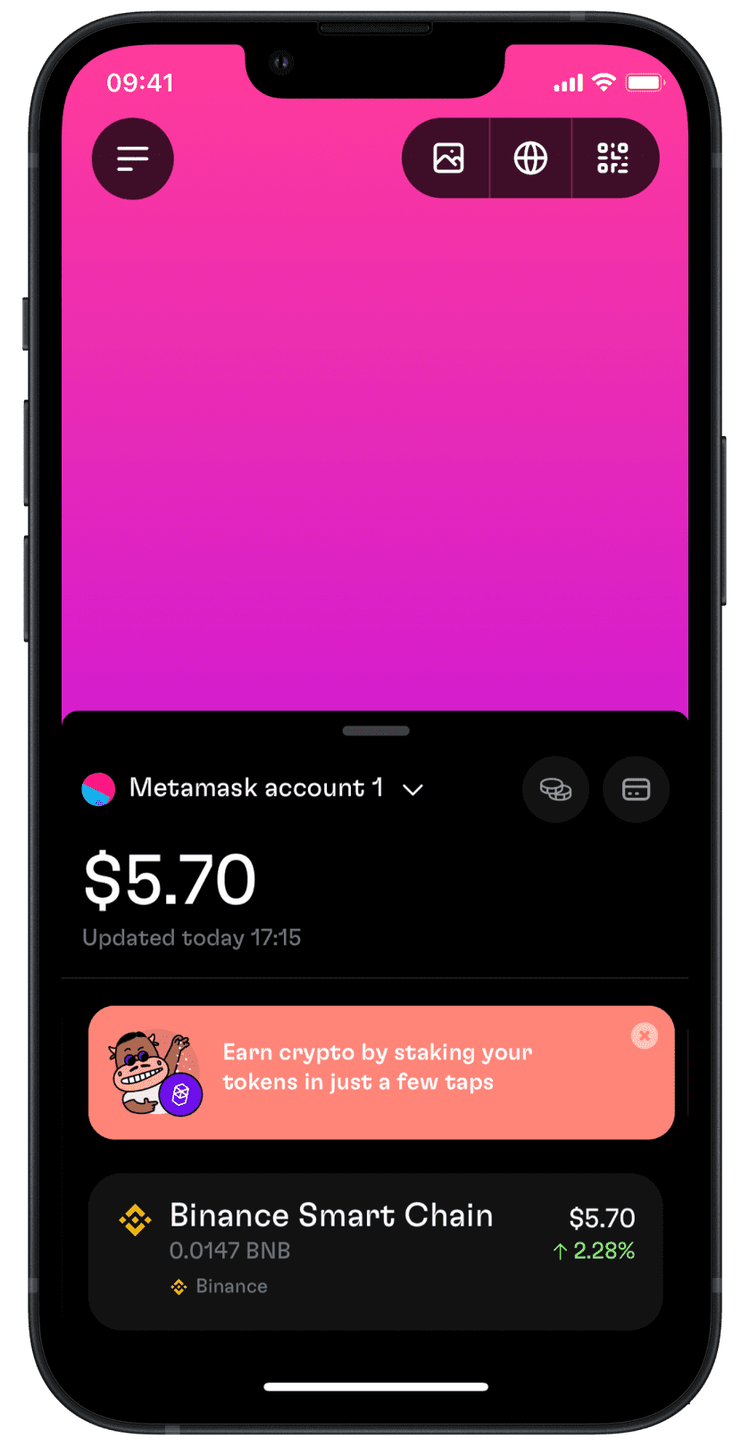 09:41
Metamask account 1
$5.70
Updated today 17:15
Earn crypto by staking your
tokens in just a few taps
Binance Smart Chain
$5.70
0.0147 BNB
↑ 2.28%
Binance